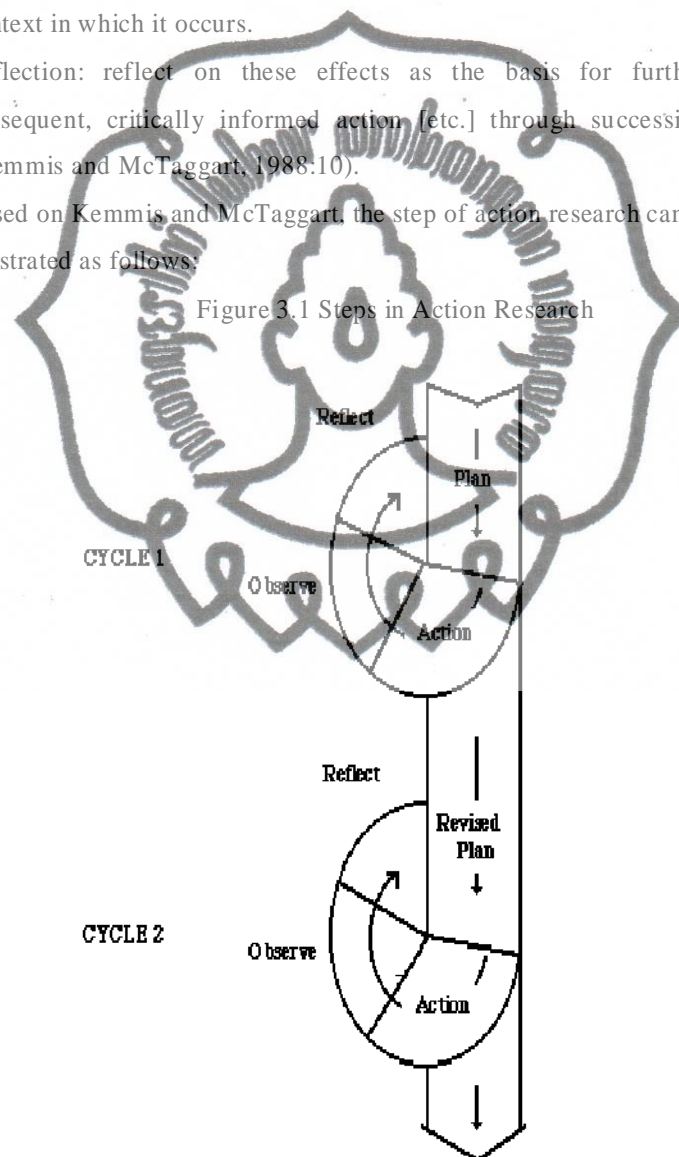 ntext in which it occurs.
flection: reflect on these effects as the basis for furth
bsequent, critically informed action [etc.] through successi
emmis and McTaggart, 1988:10).
sed on Kemmis and McTaggart, the step of action research can
ustrated as follows:
Figure 3.1 Steps in Action Research
Reflect
Plan
CYCLE 1
Observe
Action
Reflect
Revised
Plan
CYCLE 2
Observe
Action